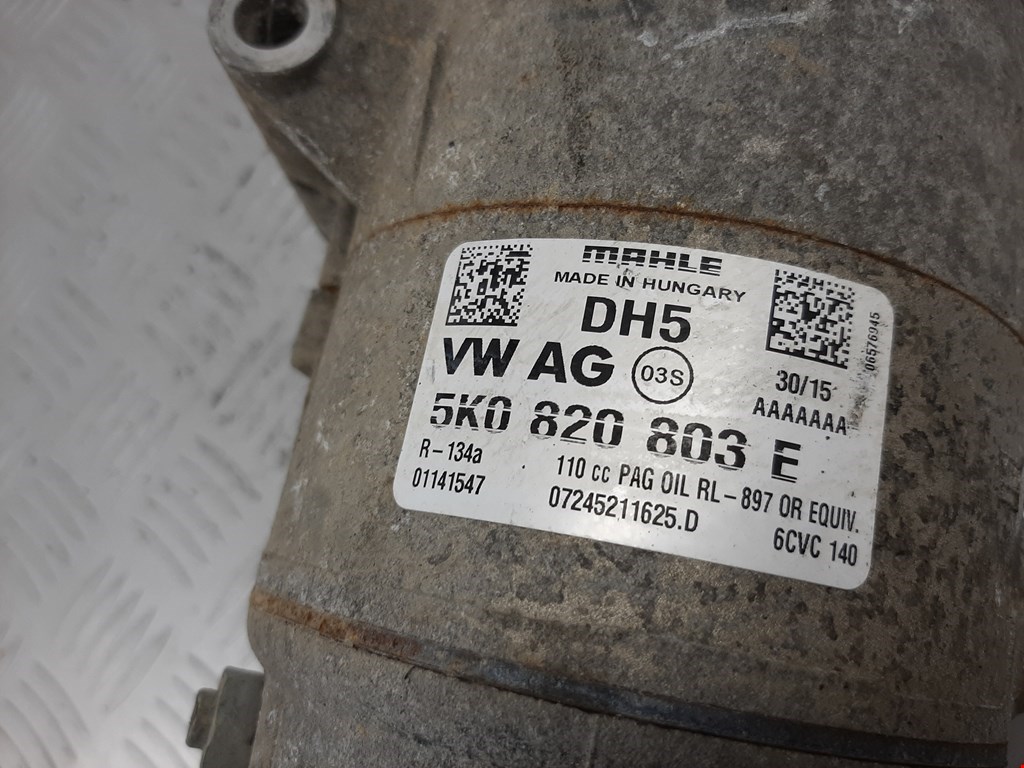 MAHLE
MADE IN HUNGARY
DH5
VW AG 03S
30/15
AAAAAAA
5K0 820 803 E
R-134a
110 cc PAG OIL RL-897 OR EQUIV.
01141547
07245211625.D
6CVC 140
06576945